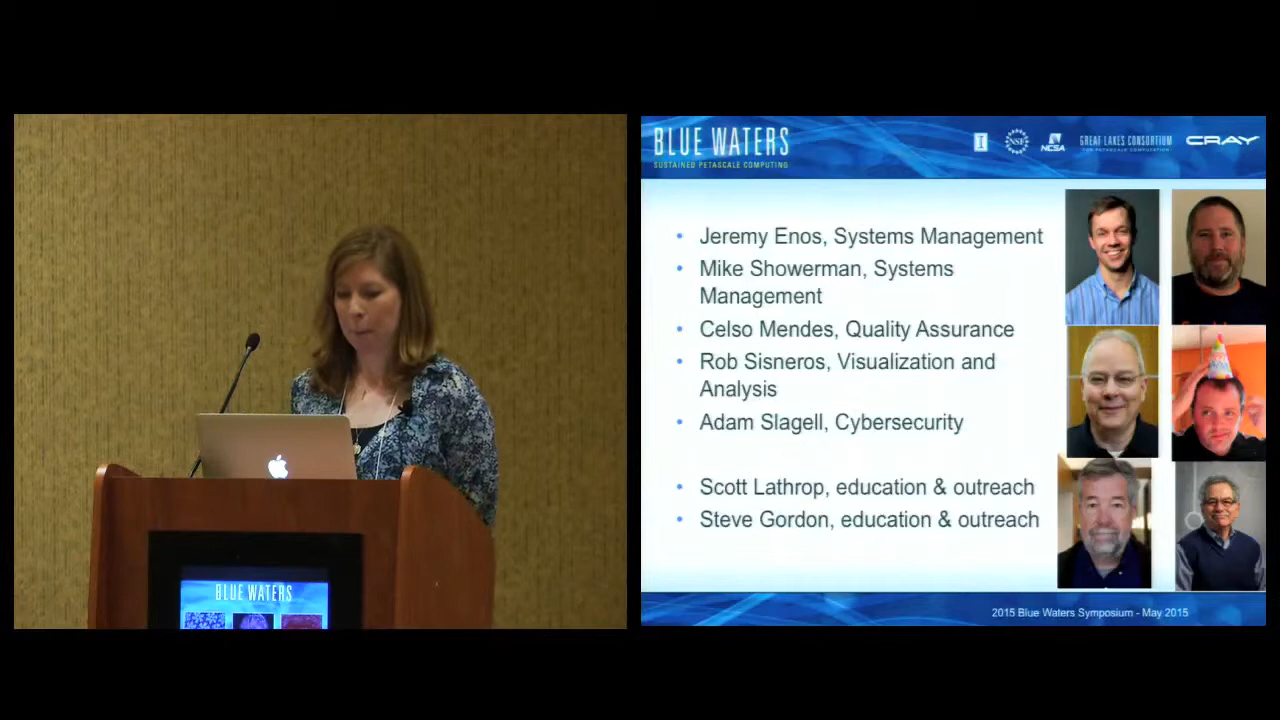 BLUE WATERS
SUSTAINED PETASCALE COMPUTING
I
NSF
NCSA
GREAT LAKES CONSORTIUM
FOR PETASCALE COMPUTATION
CRAY
• Jeremy Enos, Systems Management
• Mike Showerman, Systems
Management
• Celso Mendes, Quality Assurance
• Rob Sisneros, Visualization and
Analysis
• Adam Slagell, Cybersecurity
• Scott Lathrop, education & outreach
• Steve Gordon, education & outreach
2015 Blue Waters Symposium - May 2015
BLUE WATERS